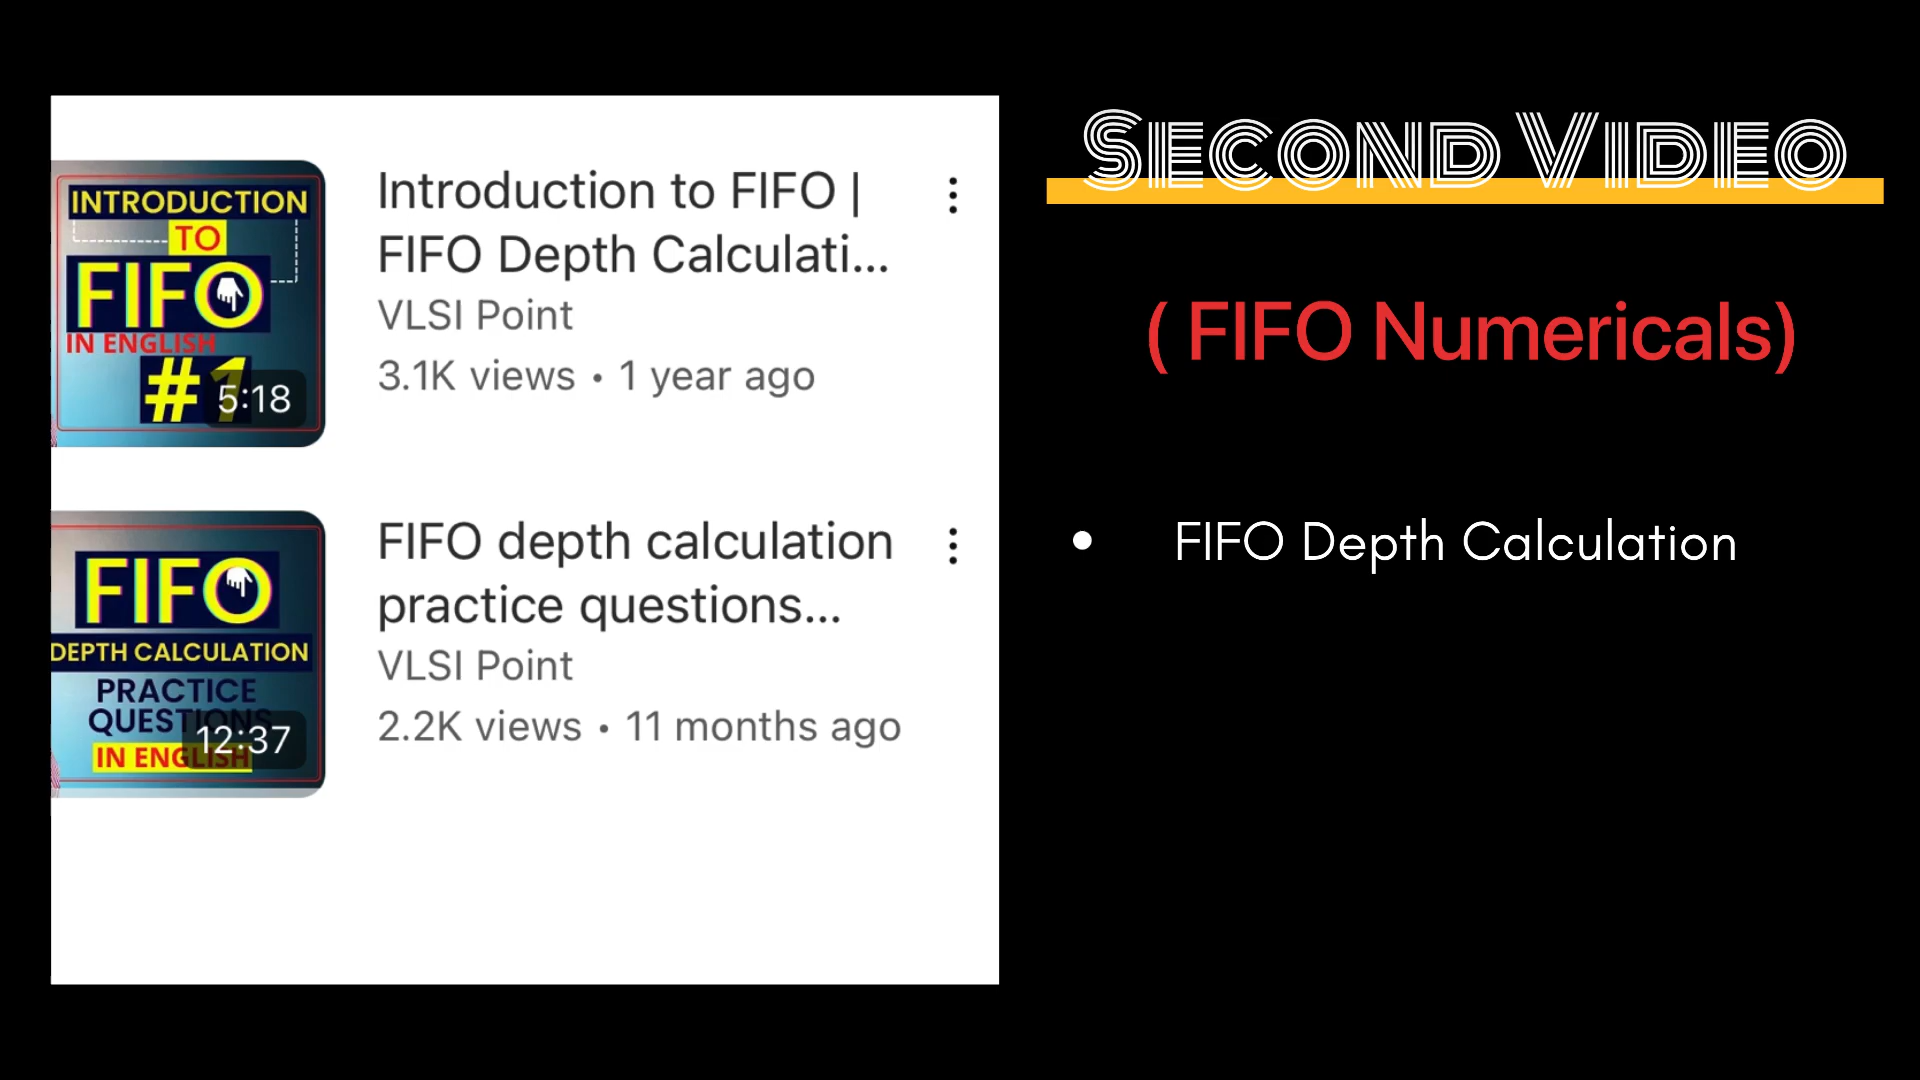 INTRODUCTION
TO
FIFO
IN ENGLISH
#1
5:18
Introduction to FIFO |
FIFO Depth Calculati...
VLSI Point
3.1K views • 1 year ago
FIFO
DEPTH CALCULATION
PRACTICE
QUESTIONS
IN ENGLISH
12:37
FIFO depth calculation
practice questions...
VLSI Point
2.2K views • 11 months ago
SECOND VIDEO
( FIFO Numericals)
• FIFO Depth Calculation